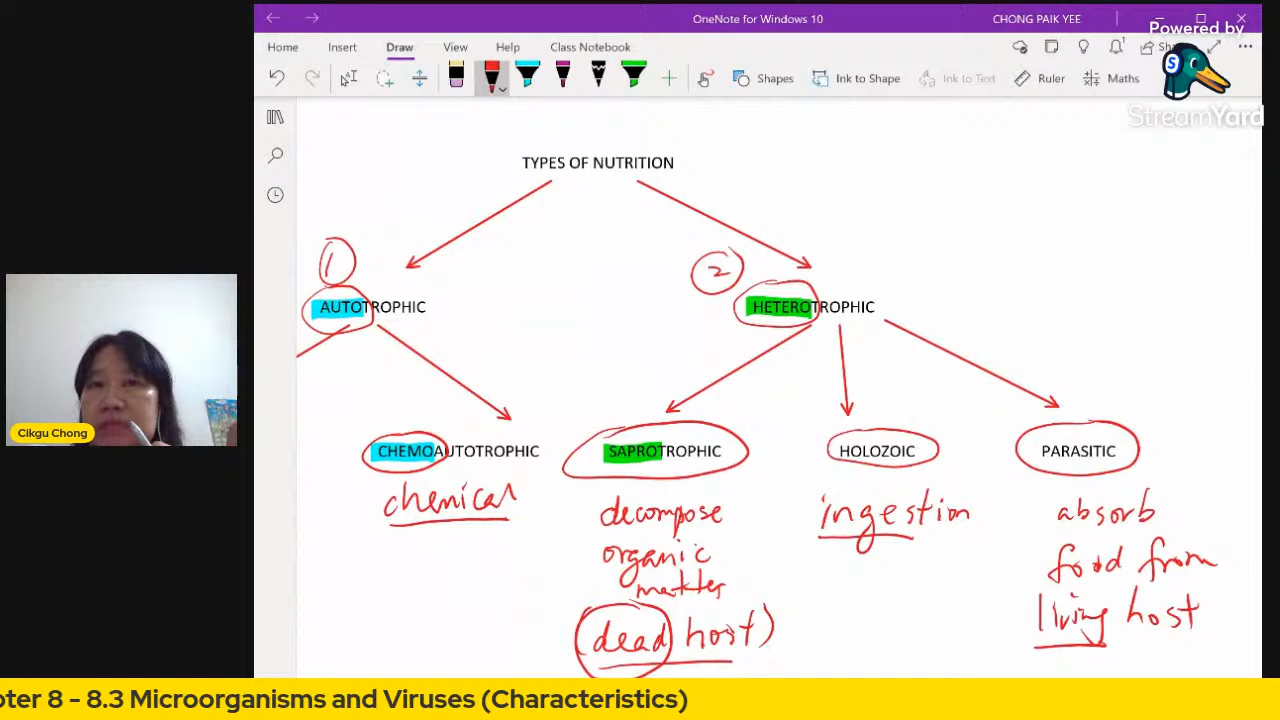 OneNote for Windows 10
CHONG PAIK YEE
Powered by
StreamYard
Home Insert Draw View Help Class Notebook
Shapes Ink to Shape Ink to Text Ruler Maths
TYPES OF NUTRITION
1 2
AUTOTROPHIC HETEROTROPHIC
CHEMOAUTOTROPHIC SAPROTROPHIC HOLOZOIC PARASITIC
chemical
decompose
organic
matter
(dead host)
ingestion
absorb
food from
living host
Cikgu Chong
oter 8 - 8.3 Microorganisms and Viruses (Characteristics)